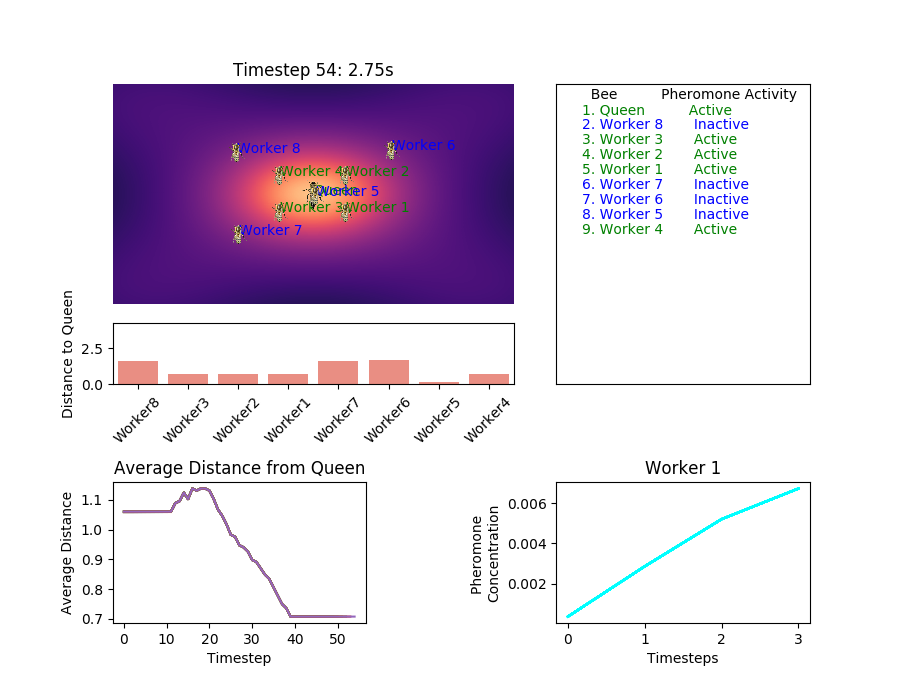 Timestep 54: 2.75s
Worker 8
Worker 6
Worker 4
Worker 2
Queen
Worker 5
Worker 3
Worker 1
Worker 7
Bee Pheromone Activity
1. Queen Active
2. Worker 8 Inactive
3. Worker 3 Active
4. Worker 2 Active
5. Worker 1 Active
6. Worker 7 Inactive
7. Worker 6 Inactive
8. Worker 5 Inactive
9. Worker 4 Active
Distance to Queen
2.5
0.0
Worker8 Worker3 Worker2 Worker1 Worker7 Worker6 Worker5 Worker4
Average Distance from Queen
Average Distance
1.1
1.0
0.9
0.8
0.7
0 10 20 30 40 50
Timestep
Worker 1
Pheromone
Concentration
0.006
0.004
0.002
0 1 2 3
Timesteps